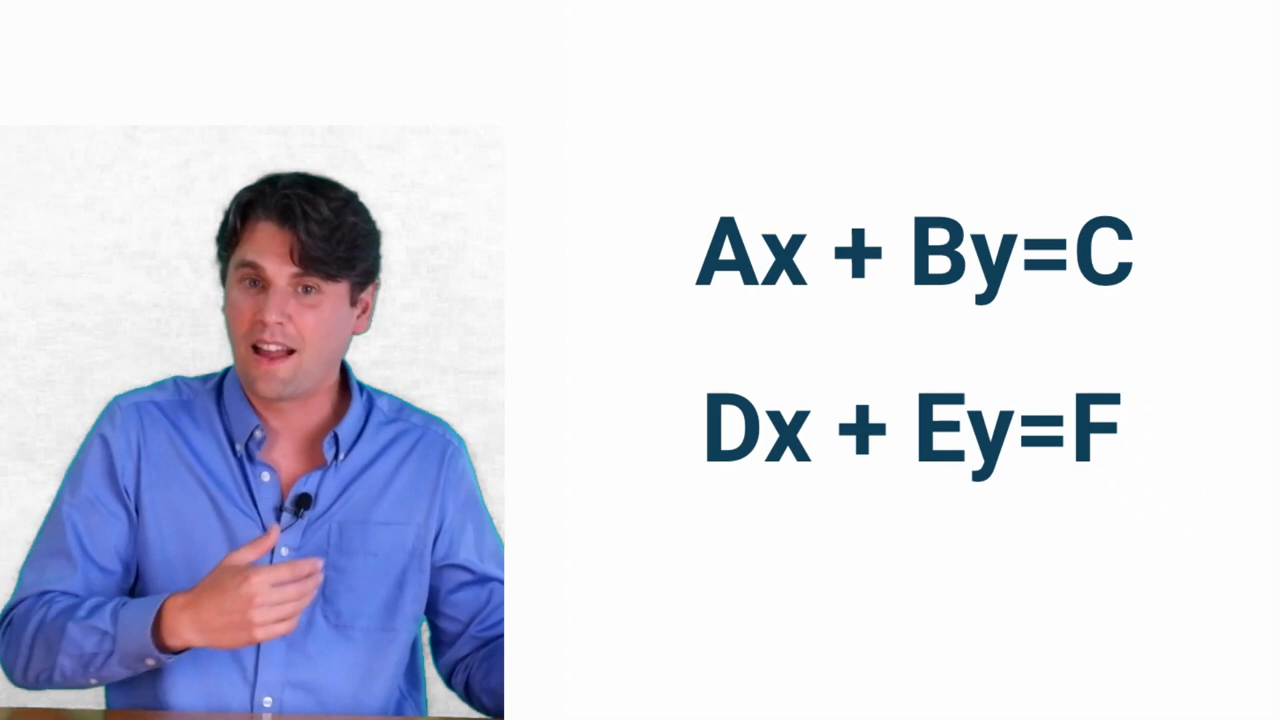 Ax + By=C
Dx + Ey=F